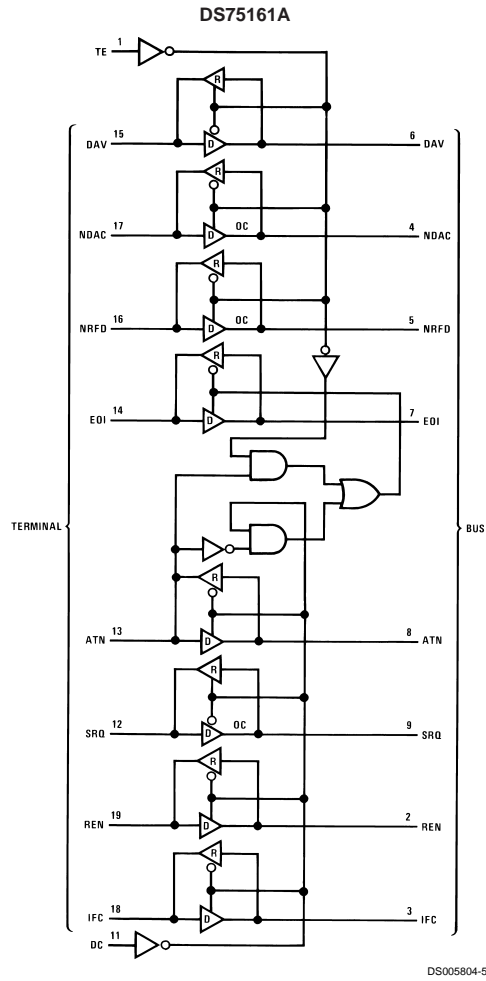 DS75161A
TE 1
R
DAV 15 D 6 DAV
R
NDAC 17 D OC 4 NDAC
R
NRFD 16 D OC 5 NRFD
R
EOI 14 D 7 EOI
TERMINAL BUS
R
ATN 13 D 8 ATN
R
SRQ 12 D OC 9 SRQ
R
REN 19 D 2 REN
R
IFC 18 D 3 IFC
DC 11
DS005804-5